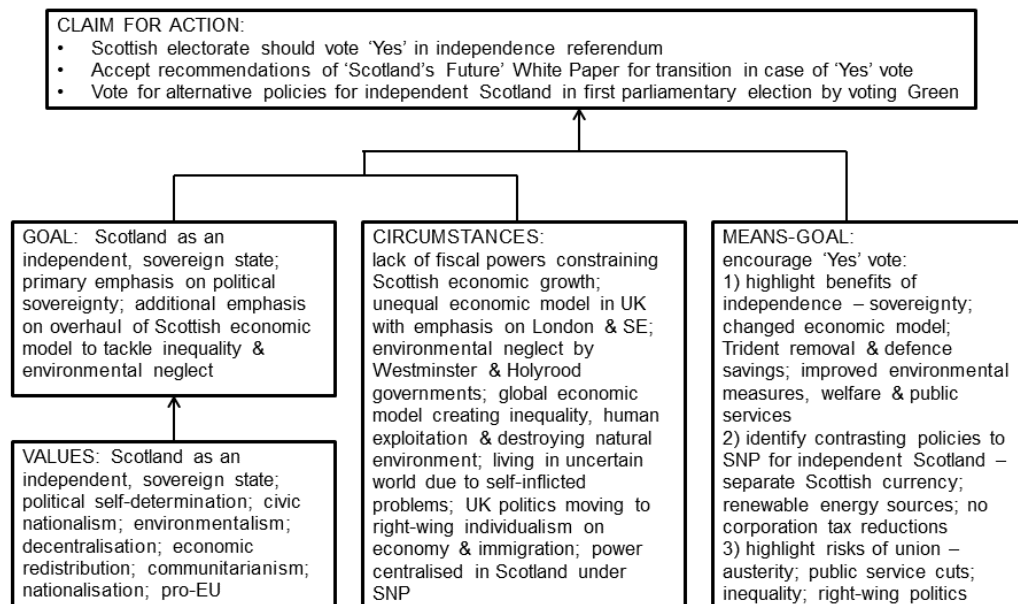 CLAIM FOR ACTION:
• Scottish electorate should vote ‘Yes’ in independence referendum
• Accept recommendations of ‘Scotland’s Future’ White Paper for transition in case of ‘Yes’ vote
• Vote for alternative policies for independent Scotland in first parliamentary election by voting Green
GOAL: Scotland as an
independent, sovereign state;
primary emphasis on political
sovereignty; additional emphasis
on overhaul of Scottish economic
model to tackle inequality &
environmental neglect
VALUES: Scotland as an
independent, sovereign state;
political self-determination; civic
nationalism; environmentalism;
decentralisation; economic
redistribution; communitarianism;
nationalisation; pro-EU
CIRCUMSTANCES:
lack of fiscal powers constraining
Scottish economic growth;
unequal economic model in UK
with emphasis on London & SE;
environmental neglect by
Westminster & Holyrood
governments; global economic
model creating inequality, human
exploitation & destroying natural
environment; living in uncertain
world due to self-inflicted
problems; UK politics moving to
right-wing individualism on
economy & immigration; power
centralised in Scotland under
SNP
MEANS-GOAL:
encourage ‘Yes’ vote:
1) highlight benefits of
independence – sovereignty;
changed economic model;
Trident removal & defence
savings; improved environmental
measures, welfare & public
services
2) identify contrasting policies to
SNP for independent Scotland –
separate Scottish currency;
renewable energy sources; no
corporation tax reductions
3) highlight risks of union –
austerity; public service cuts;
inequality; right-wing politics